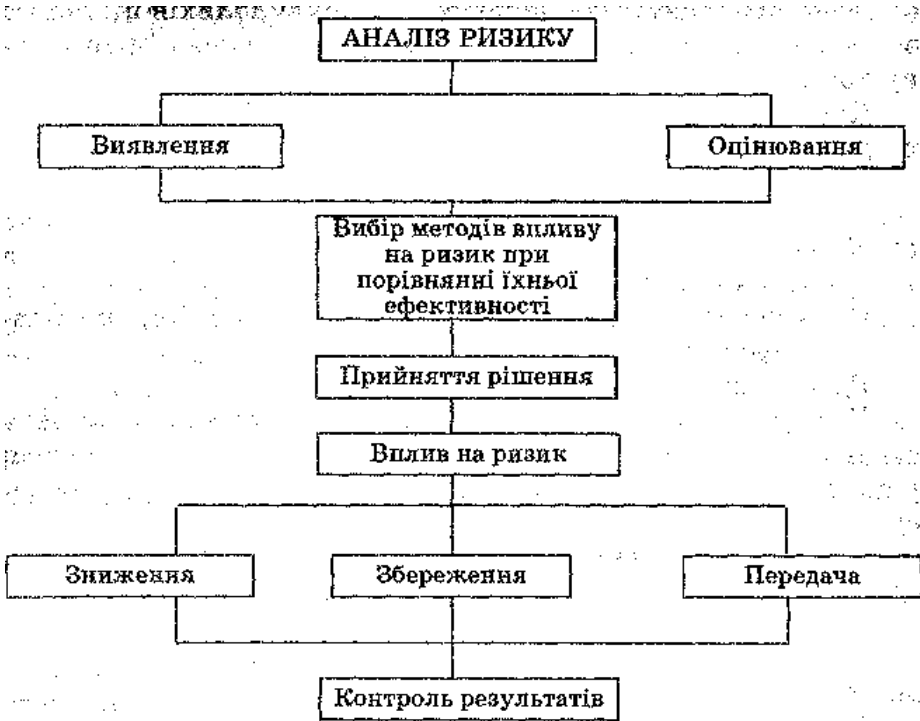 АНАЛІЗ РИЗИКУ
Виявлення
Оцінювання
Вибір методів впливу
на ризик при
порівнянні їхньої
ефективності
Прийняття рішення
Вплив на ризик
Зниження
Збереження
Передача
Контроль результатів